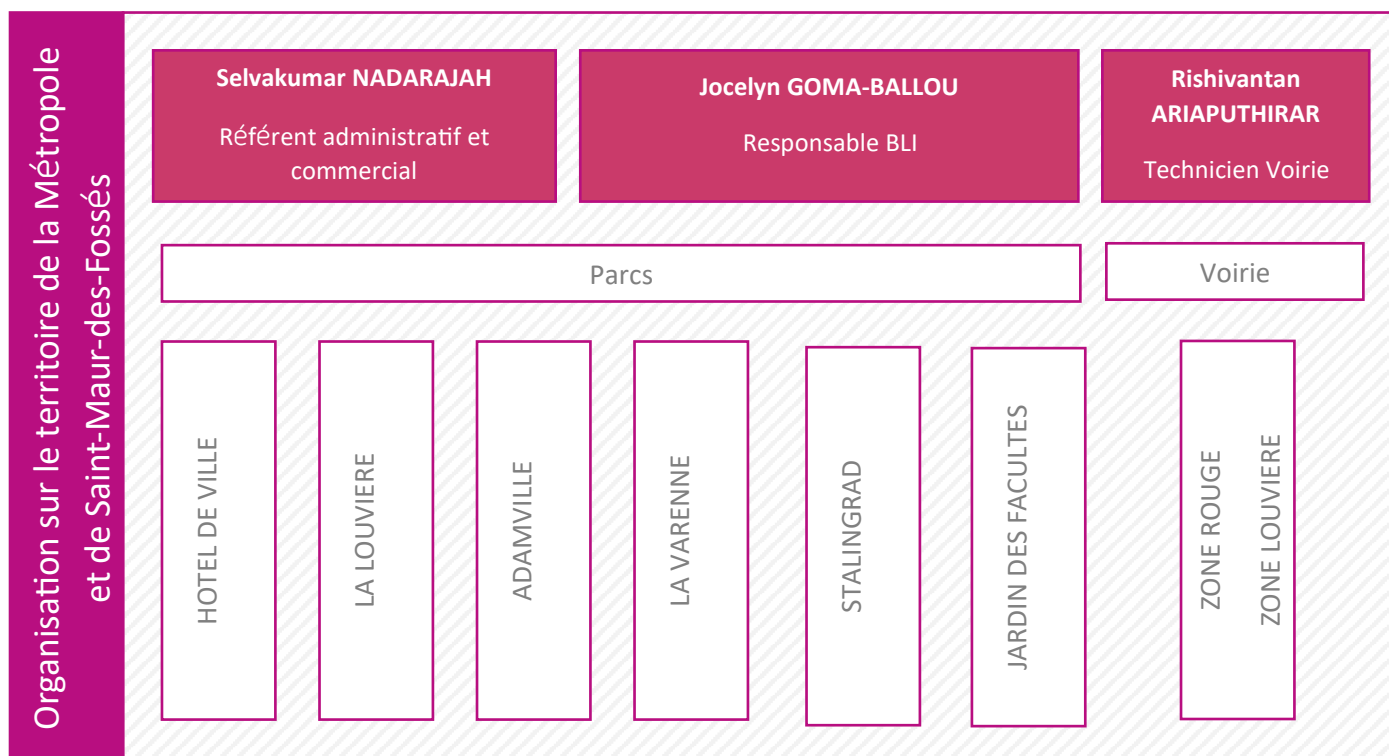 Organisation sur le territoire de la Métropole
et de Saint-Maur-des-Fossés
Selvakumar NADARAJAH
Référent administratif et
commercial
Jocelyn GOMA-BALLOU
Responsable BLI
Rishivantan
ARIAPUTHIRAR
Technicien Voirie
Parcs
Voirie
HOTEL DE VILLE
LA LOUVIERE
ADAMVILLE
LA VARENNE
STALINGRAD
JARDIN DES FACULTES
ZONE ROUGE
ZONE LOUVIERE